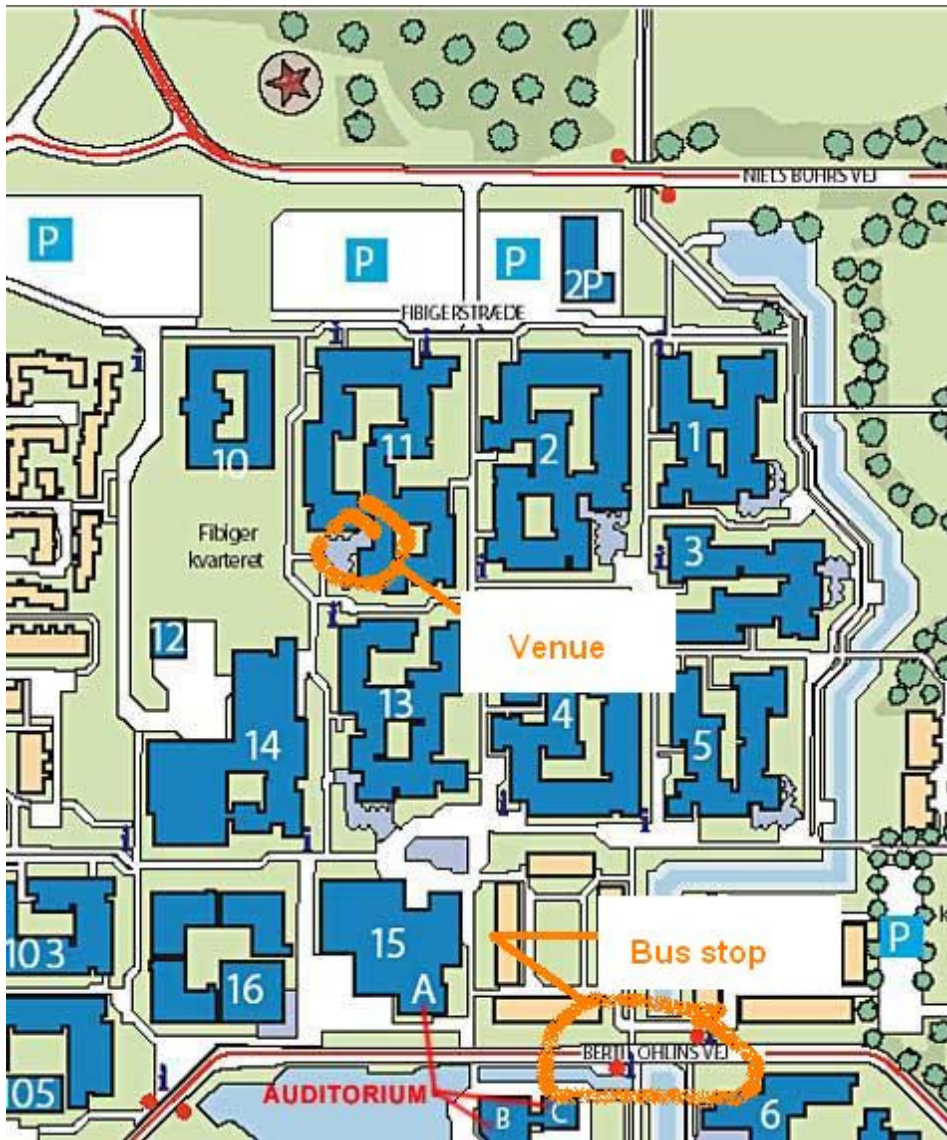 NIELS BOHRS VEJ
P
P
P
2P
FIBIGERSTRÆDE
i
i
i
i
10
11
2
1
Fibiger
kvarteret
3
i
i
i
12
Venue
13
4
14
5
i
i
i
i
103
16
15
A
Bus stop
P
BERTIL OHLINS VEJ
i
105
AUDITORIUM
B
C
6